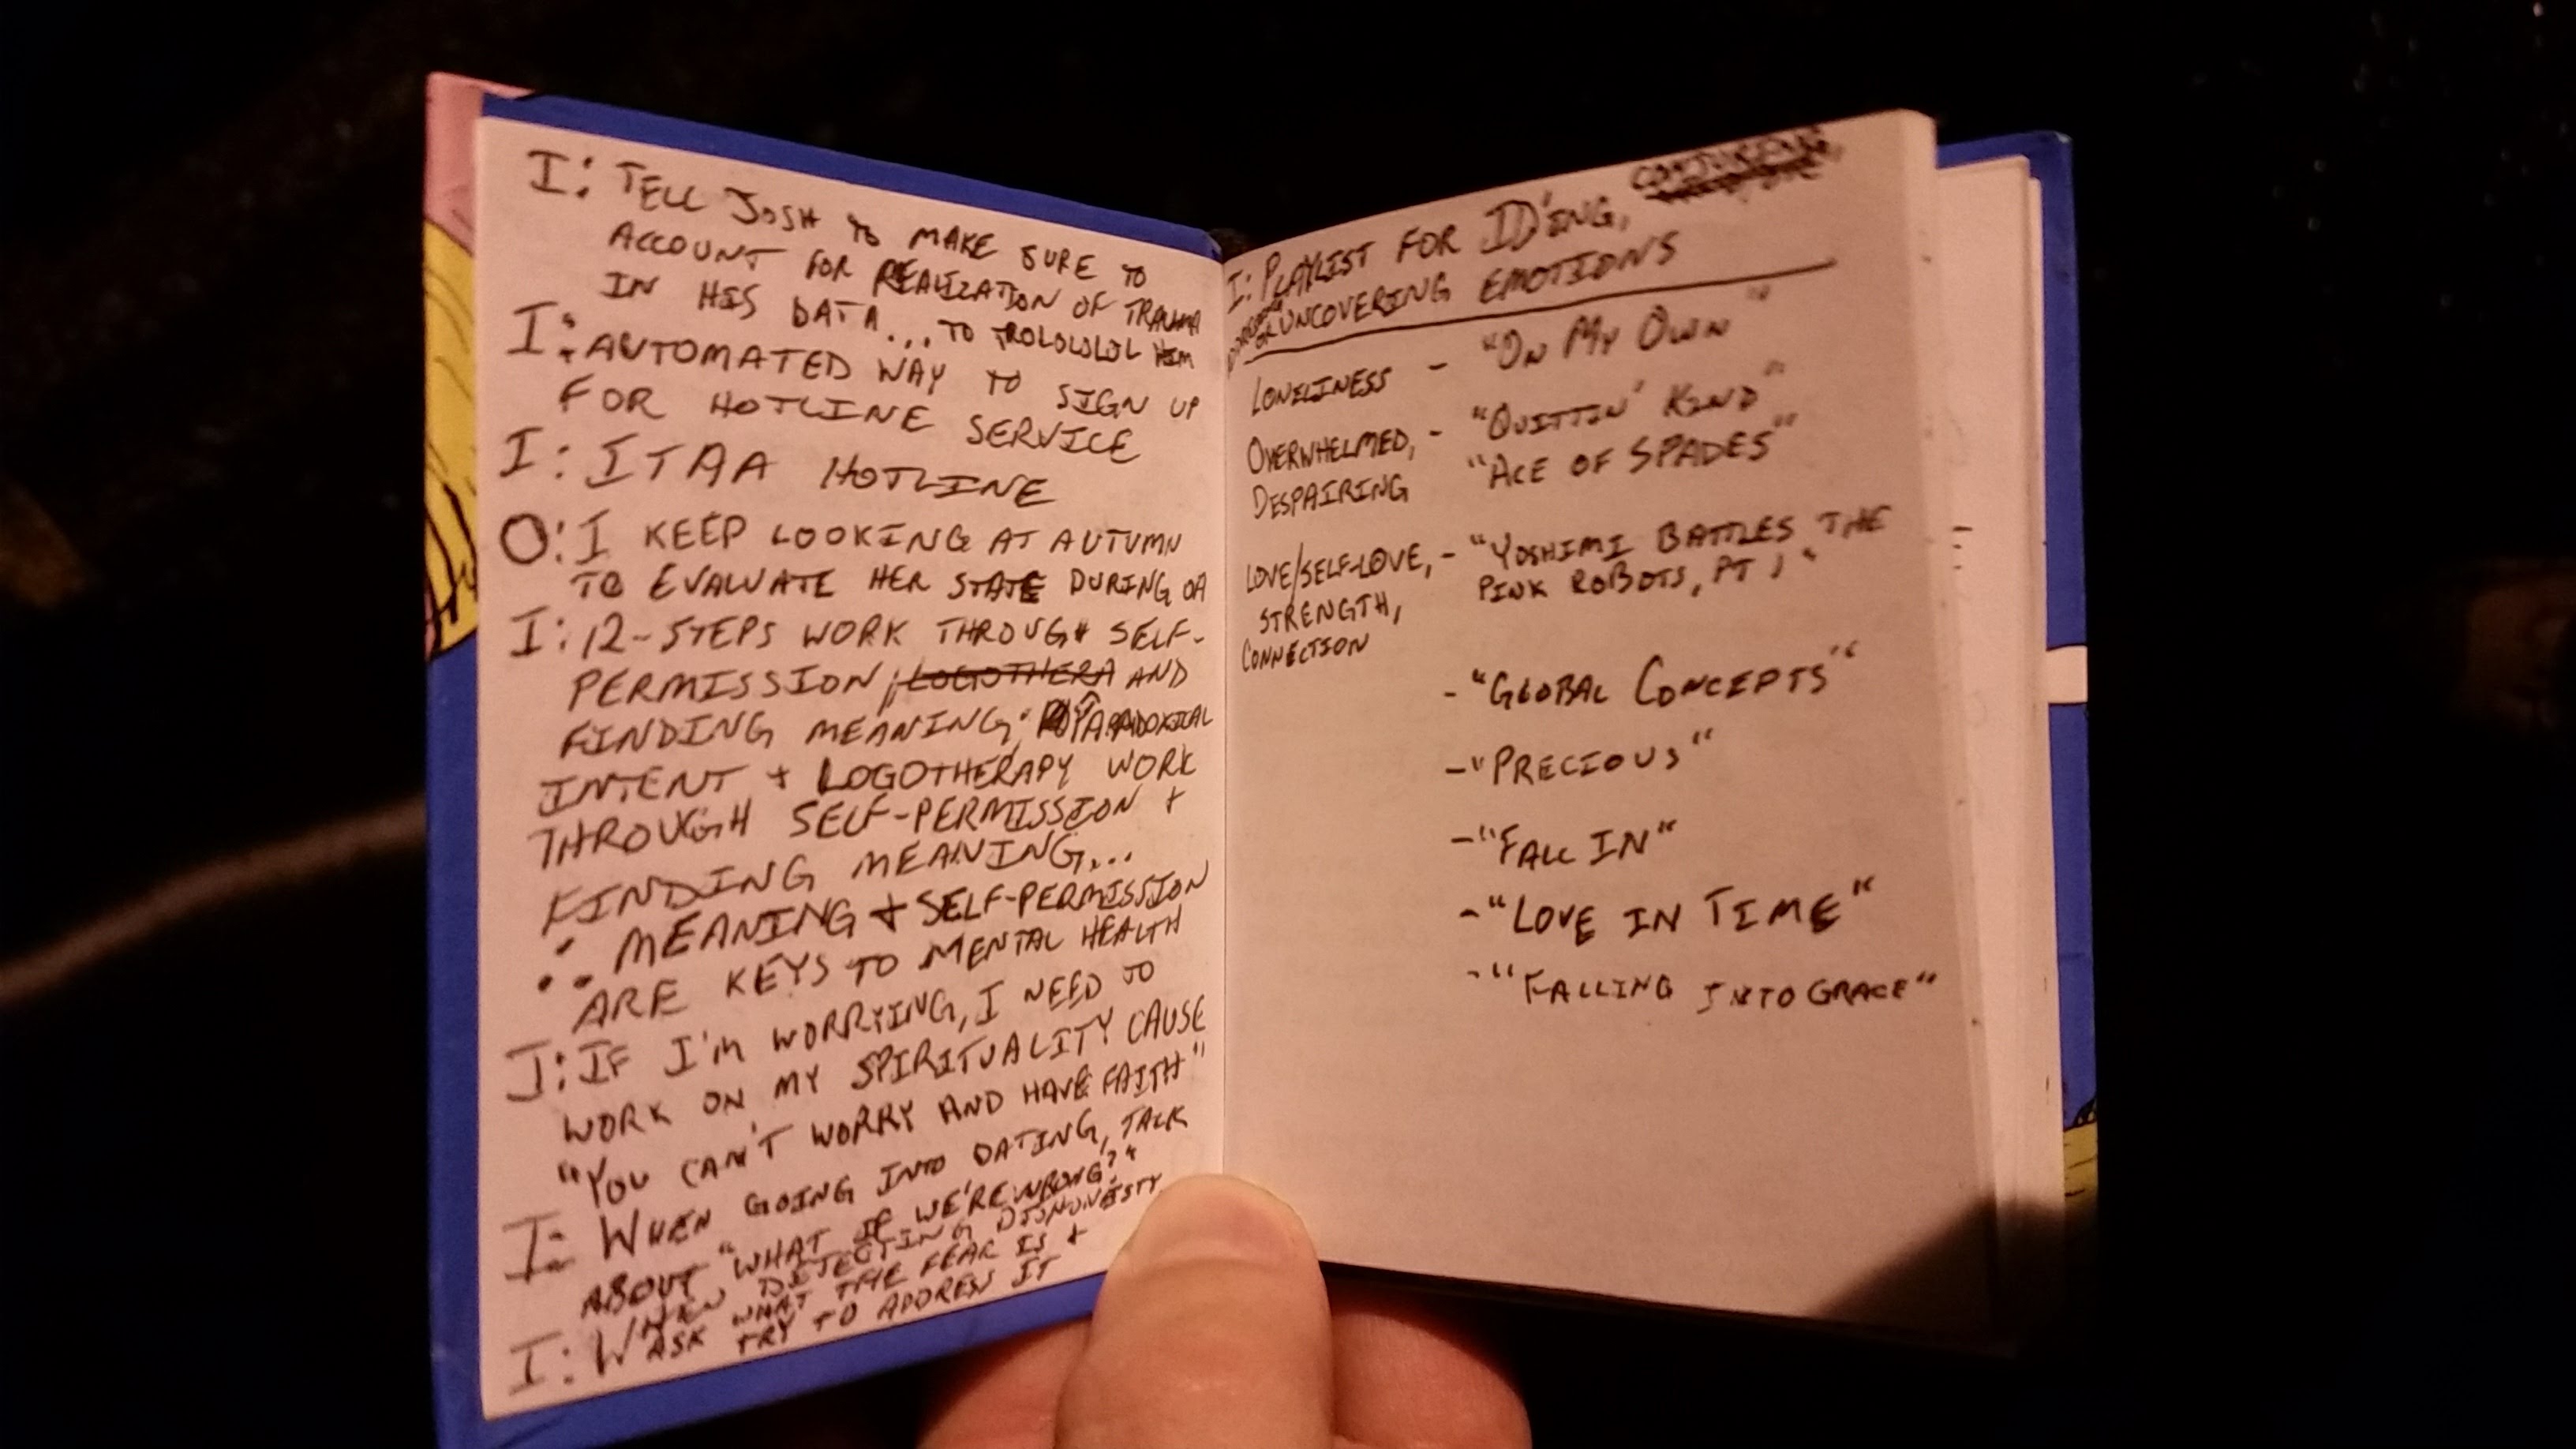 I: TELL JOSH TO MAKE SURE TO
ACCOUNT FOR REALIZATION OF TRAUMA
IN HIS DATA... TO TROLOLOLOL HIM
I: AUTOMATED WAY TO SIGN UP
FOR HOTLINE SERVICE
I: ITAA HOTLINE
O: I KEEP LOOKING AT AUTUMN
TO EVALUATE HER STATE DURING OA
I: 12-STEPS WORK THROUGH SELF-
PERMISSION, LOGOTHERA AND
FINDING MEANING. PARADOXICAL
INTENT + LOGOTHERAPY WORK
THROUGH SELF-PERMISSION +
FINDING MEANING...
∴ MEANING + SELF-PERMISSION
ARE KEYS TO MENTAL HEALTH
I: IF I'M WORRYING, I NEED TO
WORK ON MY SPIRITUALITY CAUSE
"YOU CAN'T WORRY AND HAVE FAITH"
I: WHEN GOING INTO DATING, TALK
ABOUT "WHAT IF WE'RE WRONG?"
I: WHEN DETECTING DISHONESTY
ASK WHAT THE FEAR IS +
TRY TO ADDRESS IT
I: PLAYLIST FOR ID'ING,
UNCOVERING EMOTIONS
LONELINESS - "ON MY OWN"
OVERWHELMED, - "QUITTIN' KIND"
DESPAIRING "ACE OF SPADES"
LOVE/SELF-LOVE, - "YOSHIMI BATTLES THE
STRENGTH, PINK ROBOTS, PT 1"
CONNECTION
- "GLOBAL CONCEPTS"
- "PRECIOUS"
- "FALL IN"
- "LOVE IN TIME"
- "FALLING INTO GRACE"